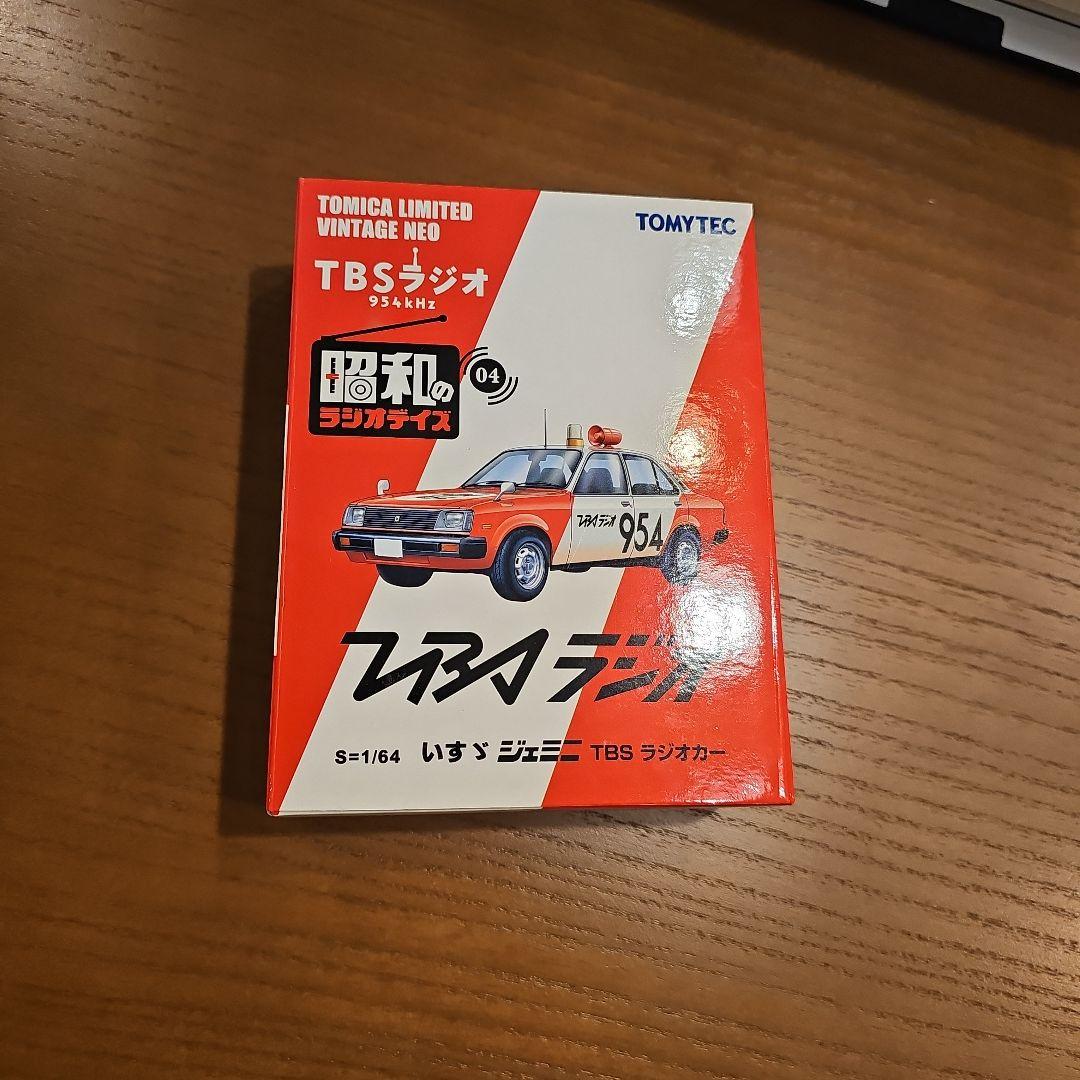 TOMICA LIMITED
VINTAGE NEO
TOMYTEC
TBSラジオ
954kHz
昭和の
ラジオデイズ
04
TBSラジオ
954
TBSラジオ
S=1/64 いすゞ ジェミニ TBS ラジオカー